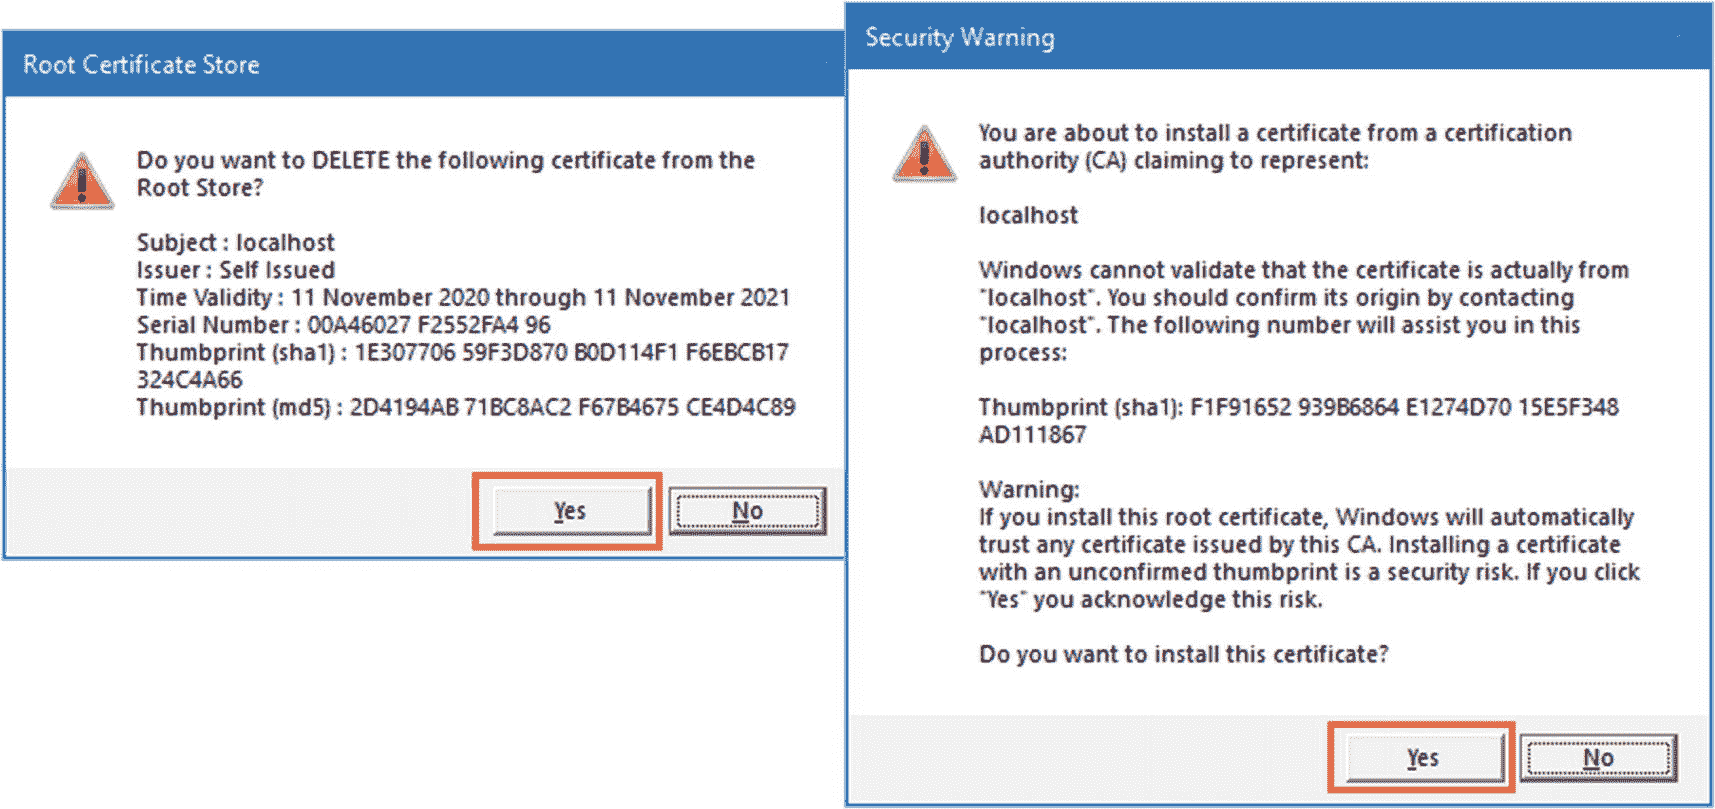 Root Certificate Store
Do you want to DELETE the following certificate from the
Root Store?
Subject : localhost
Issuer : Self Issued
Time Validity : 11 November 2020 through 11 November 2021
Serial Number : 00A46027 F2552FA4 96
Thumbprint (sha1) : 1E307706 59F3D870 B0D114F1 F6EBCB17
324C4A66
Thumbprint (md5) : 2D4194AB 71BC8AC2 F67B4675 CE4D4C89
Yes
No
Security Warning
You are about to install a certificate from a certification
authority (CA) claiming to represent:
localhost
Windows cannot validate that the certificate is actually from
"localhost". You should confirm its origin by contacting
"localhost". The following number will assist you in this
process:
Thumbprint (sha1): F1F91652 939B6864 E1274D70 15E5F348
AD111867
Warning:
If you install this root certificate, Windows will automatically
trust any certificate issued by this CA. Installing a certificate
with an unconfirmed thumbprint is a security risk. If you click
"Yes" you acknowledge this risk.
Do you want to install this certificate?
Yes
No